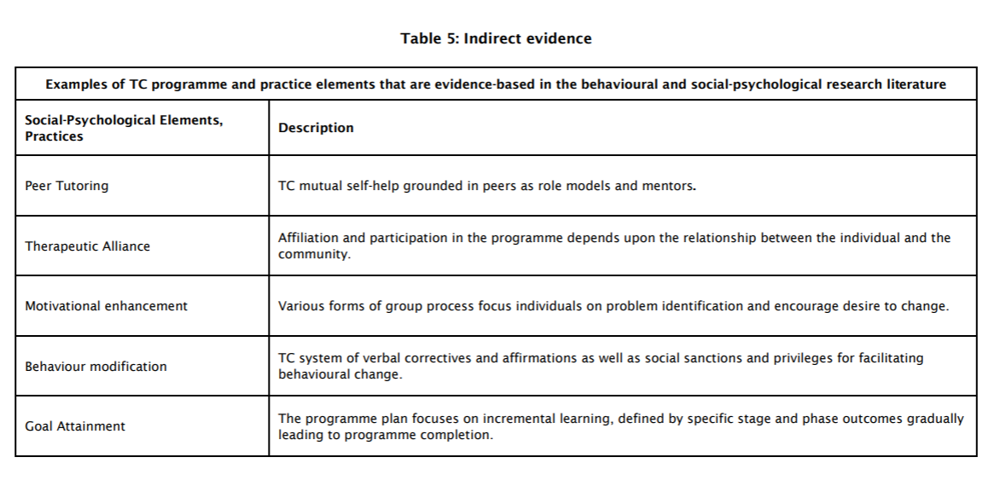 Table 5: Indirect evidence
Examples of TC programme and practice elements that are evidence-based in the behavioural and social-psychological research literature
Social-Psychological Elements,
Practices
Description
Peer Tutoring
TC mutual self-help grounded in peers as role models and mentors.
Therapeutic Alliance
Affiliation and participation in the programme depends upon the relationship between the individual and the
community.
Motivational enhancement
Various forms of group process focus individuals on problem identification and encourage desire to change.
Behaviour modification
TC system of verbal correctives and affirmations as well as social sanctions and privileges for facilitating
behavioural change.
Goal Attainment
The programme plan focuses on incremental learning, defined by specific stage and phase outcomes gradually
leading to programme completion.